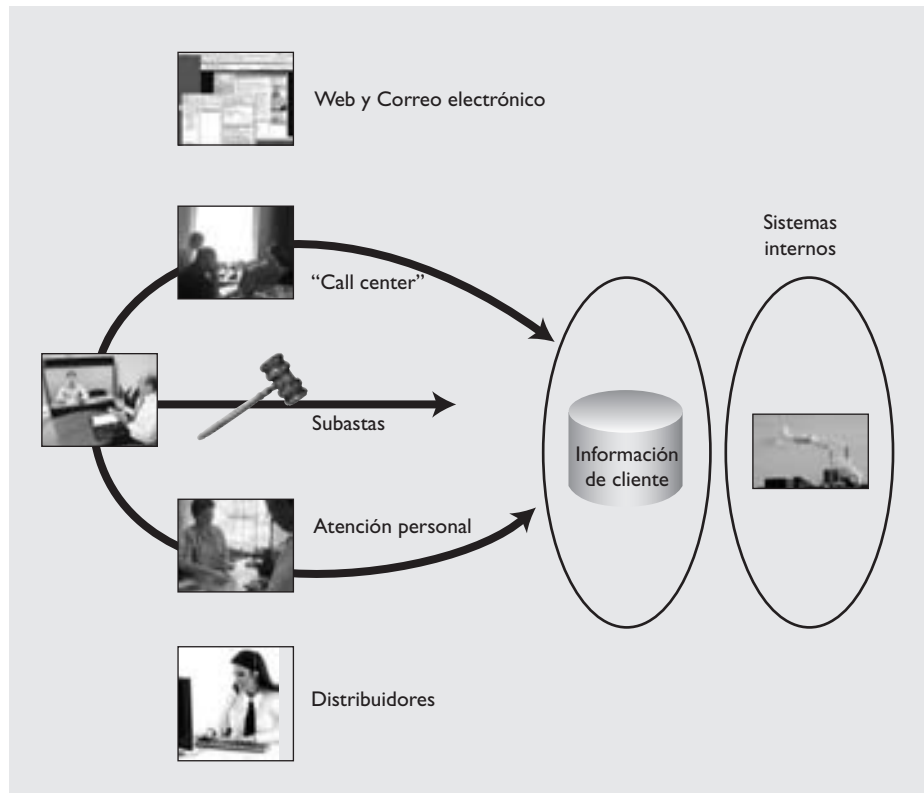 Web y Correo electrónico
Sistemas
internos
“Call center”
Subastas
Información
de cliente
Atención personal
Distribuidores